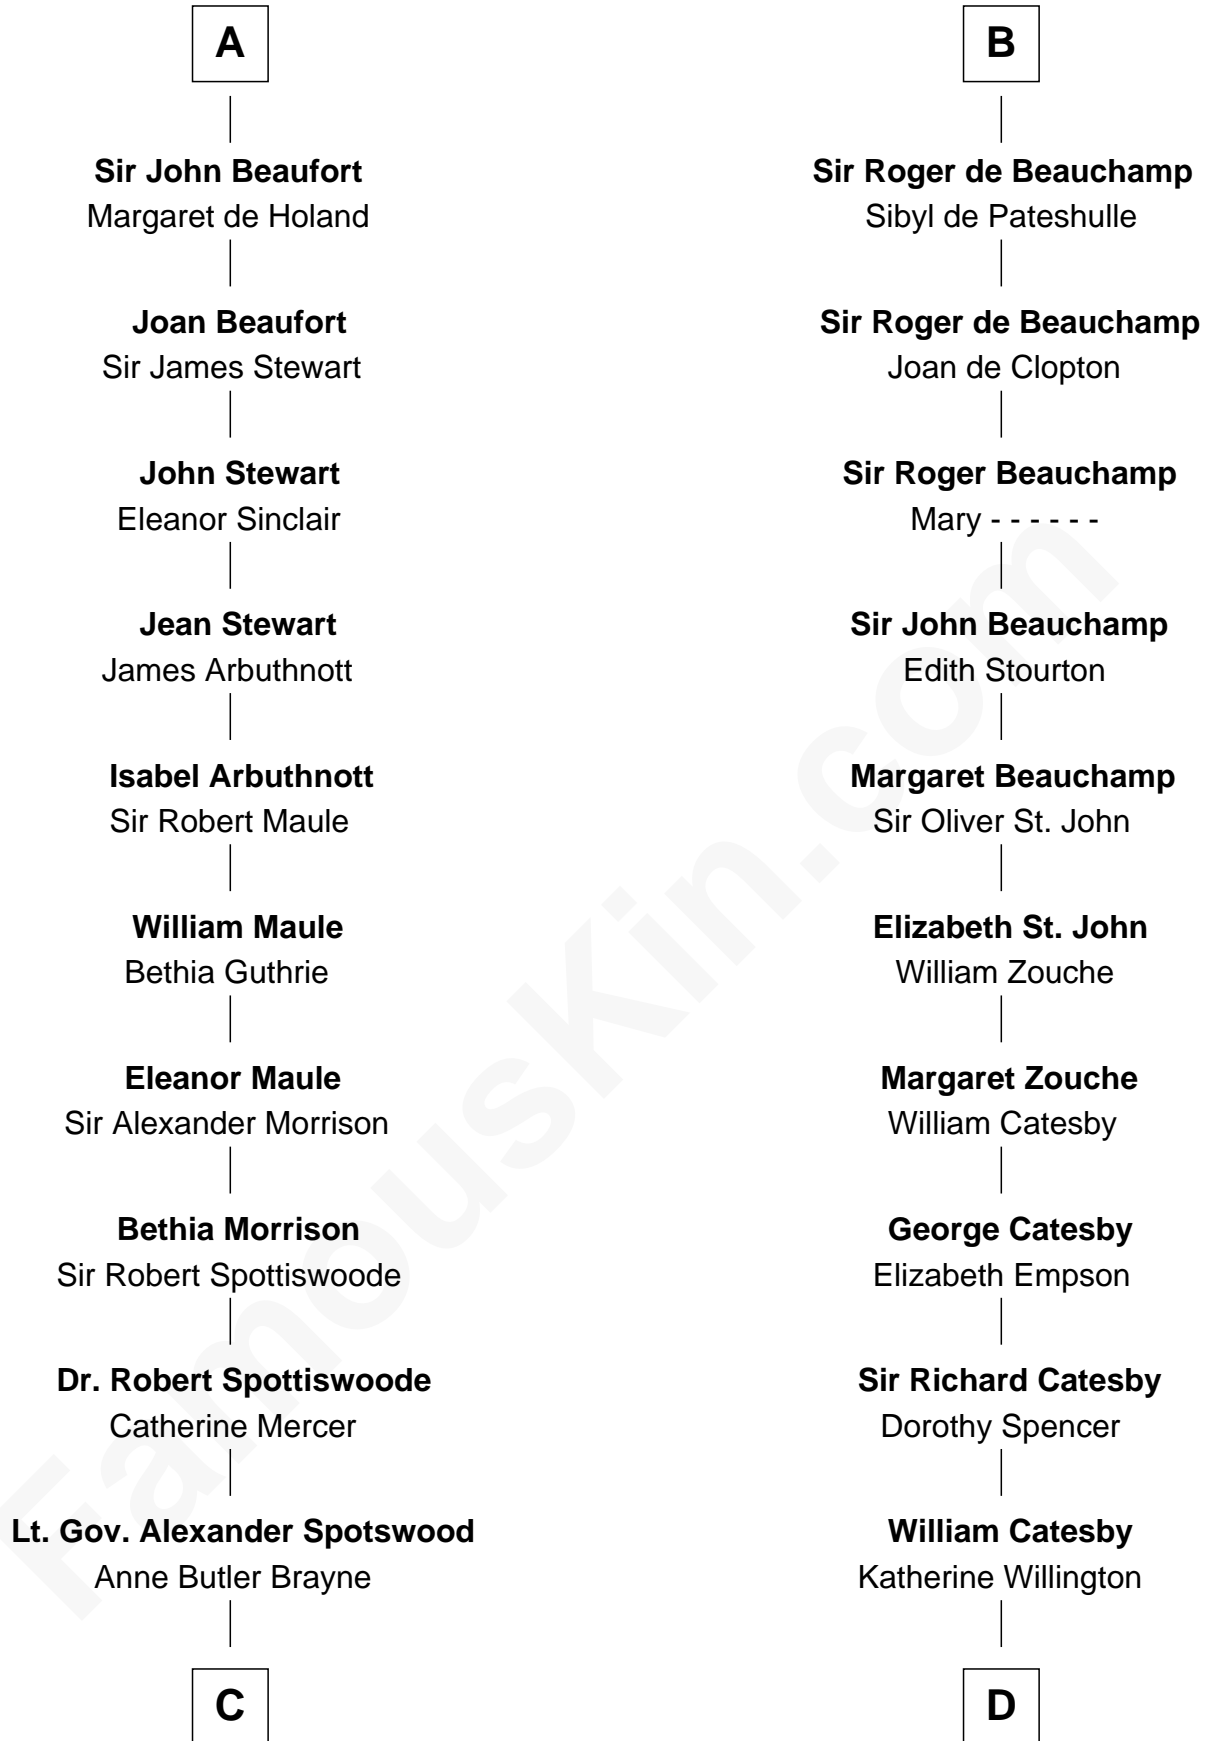 A
Sir John Beaufort
Margaret de Holand
Joan Beaufort
Sir James Stewart
John Stewart
Eleanor Sinclair
Jean Stewart
James Arbuthnott
Isabel Arbuthnott
Sir Robert Maule
William Maule
Bethia Guthrie
Eleanor Maule
Sir Alexander Morrison
Bethia Morrison
Sir Robert Spottiswoode
Dr. Robert Spottiswoode
Catherine Mercer
Lt. Gov. Alexander Spotswood
Anne Butler Brayne
C
B
Sir Roger de Beauchamp
Sibyl de Pateshulle
Sir Roger de Beauchamp
Joan de Clopton
Sir Roger Beauchamp
Mary - - - - - -
Sir John Beauchamp
Edith Stourton
Margaret Beauchamp
Sir Oliver St. John
Elizabeth St. John
William Zouche
Margaret Zouche
William Catesby
George Catesby
Elizabeth Empson
Sir Richard Catesby
Dorothy Spencer
William Catesby
Katherine Willington
D
FamousKin.com